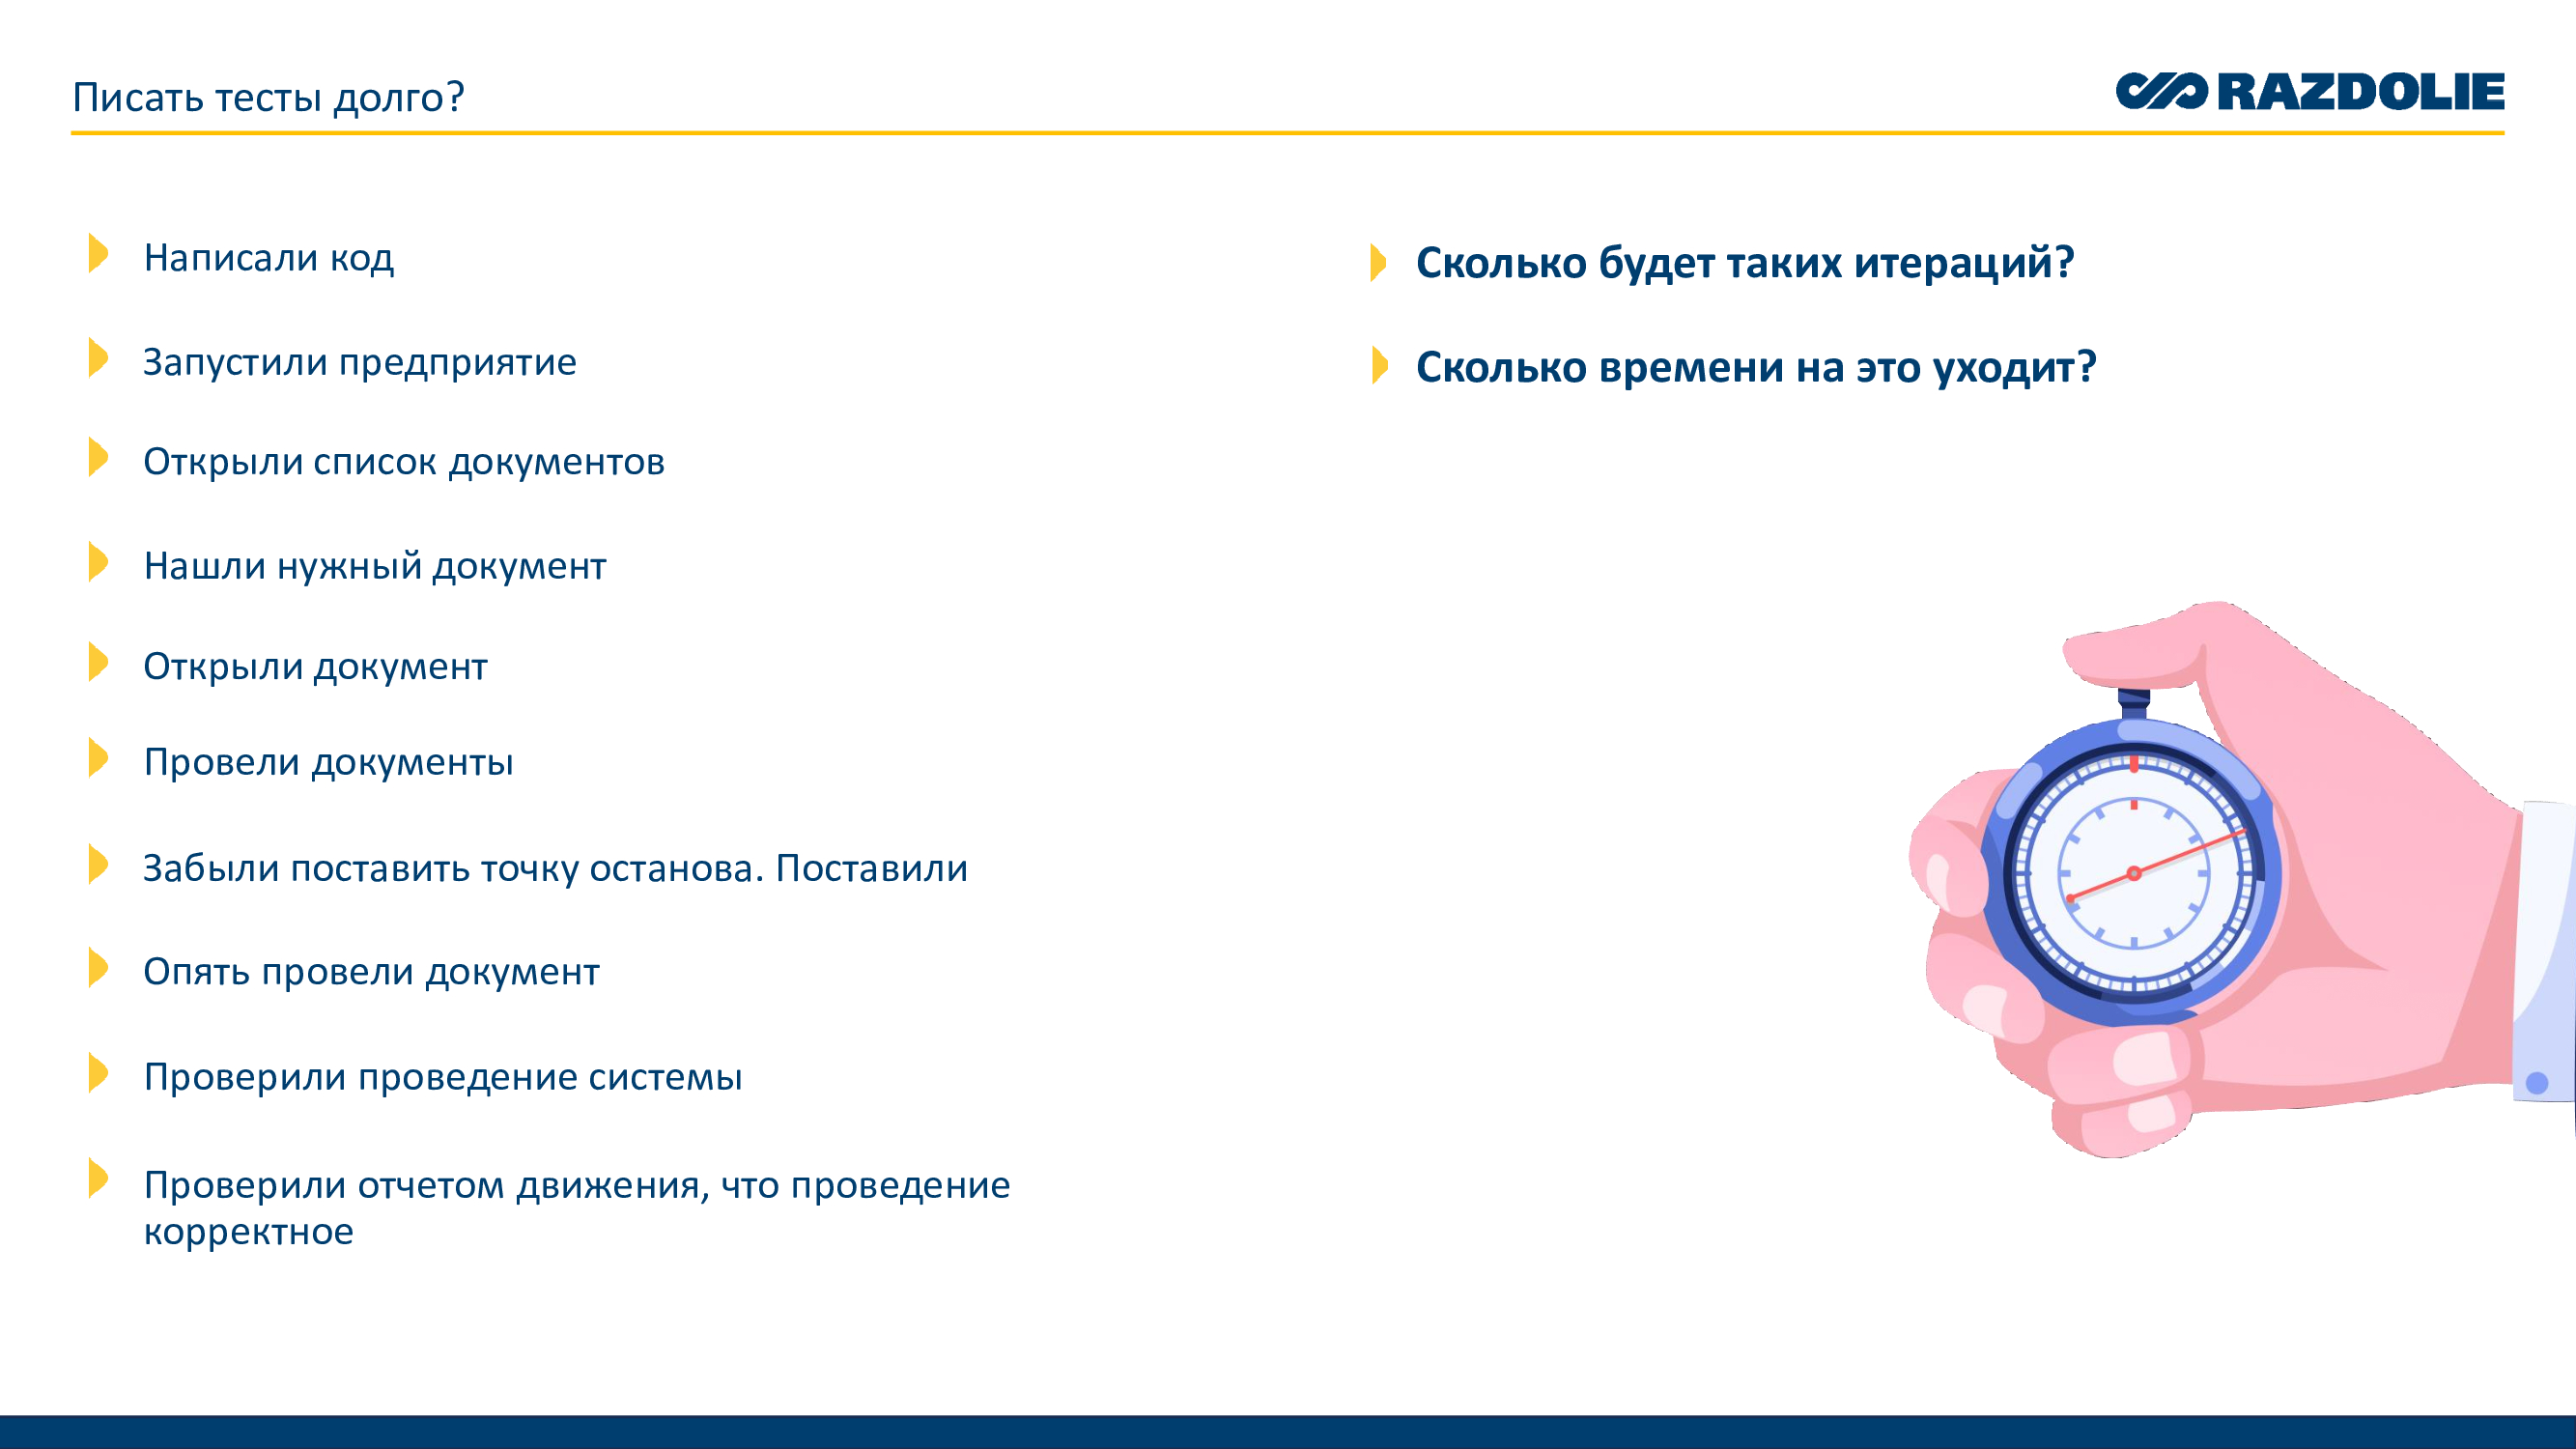 Писать тесты долго?
RAZDOLIE
Написали код
Запустили предприятие
Открыли список документов
Нашли нужный документ
Открыли документ
Провели документы
Забыли поставить точку останова. Поставили
Опять провели документ
Проверили проведение системы
Проверили отчетом движения, что проведение
корректное
Сколько будет таких итераций?
Сколько времени на это уходит?